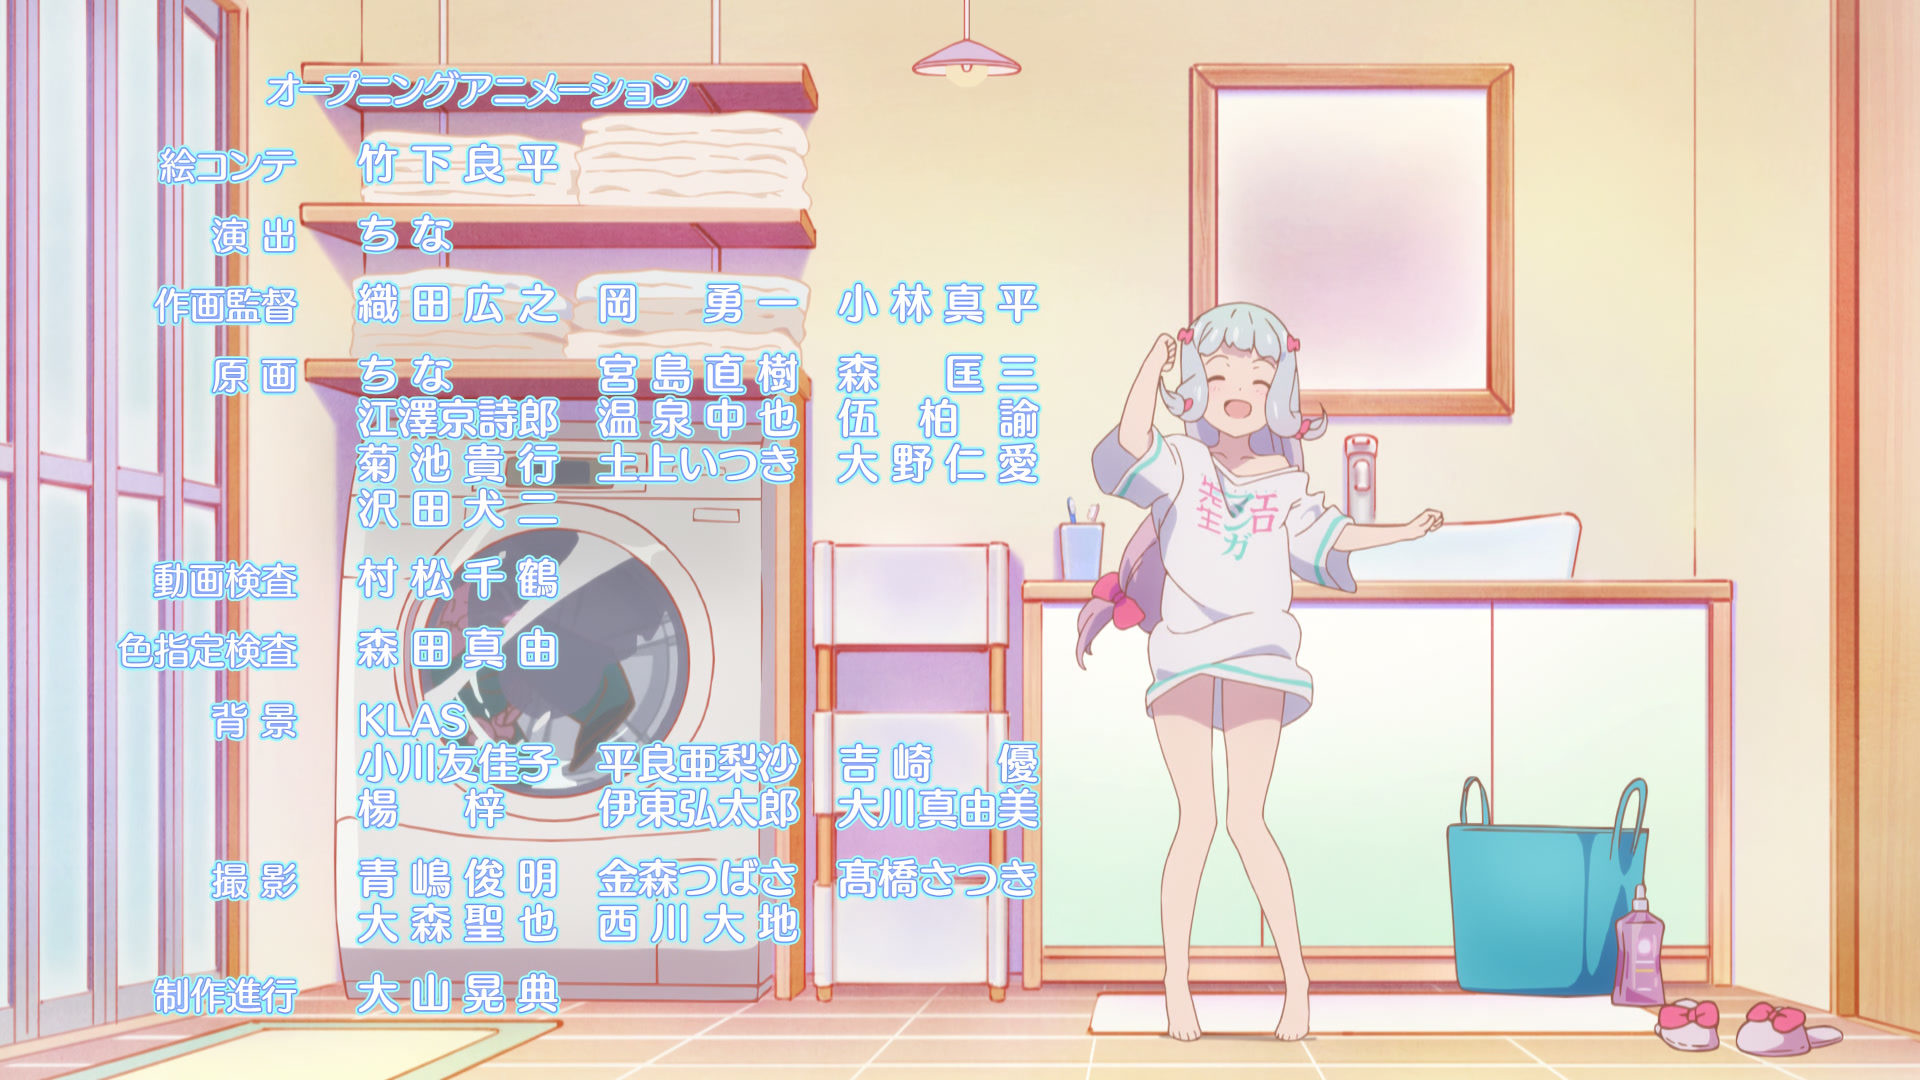 オープニングアニメーション
絵コンテ 竹下良平
演出 ちな
作画監督 織田広之 岡勇一 小林真平
原画 ちな 宮島直樹 森匡三
江澤京詩郎 温泉中也 伍柏諭
菊池貴行 土上いつき 大野仁愛
沢田犬二
動画検査 村松千鶴
色指定検査 森田真由
背景 KLAS
小川友佳子 平良亜梨沙 吉崎優
楊梓 伊東弘太郎 大川真由美
撮影 青嶋俊明 金森つばさ 髙橋さつき
大森聖也 西川大地
制作進行 大山晃典
エロ
マンガ
先生